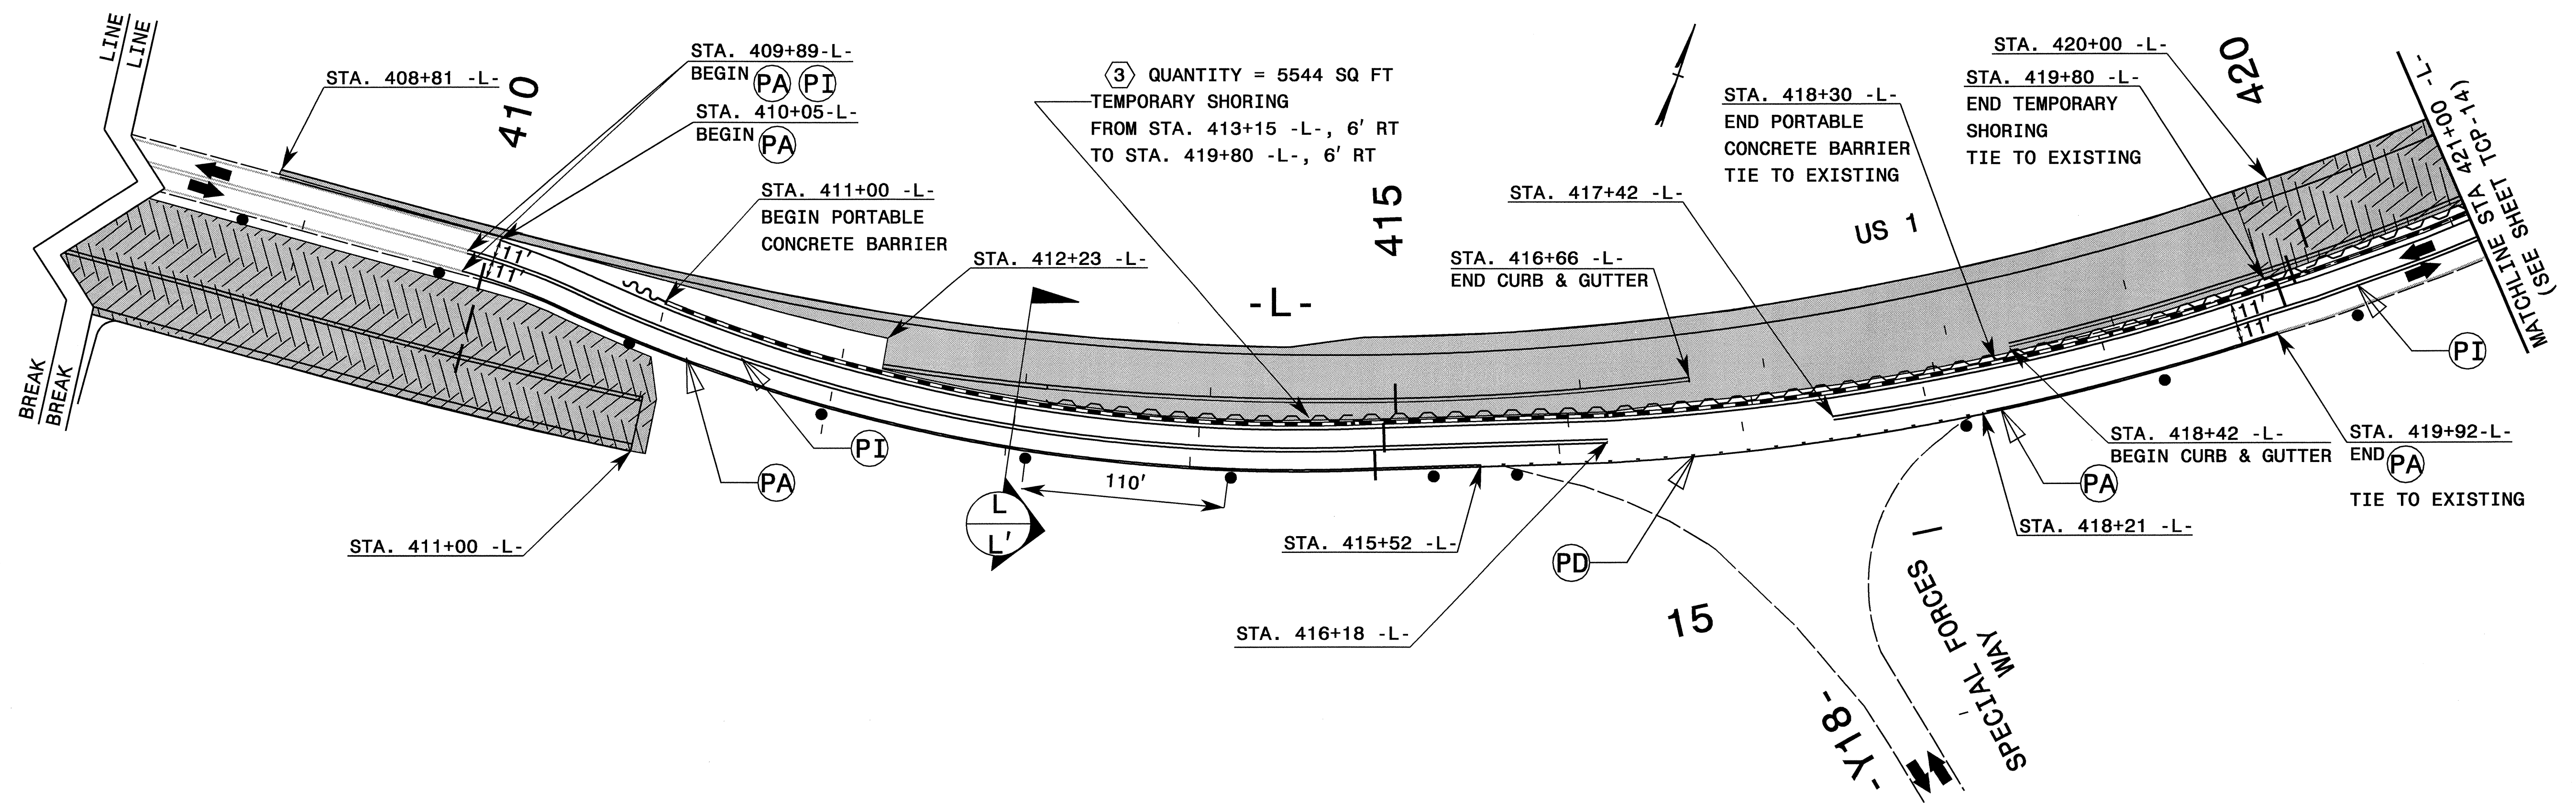 LINE
LINE
BREAK
BREAK
STA. 408+81 -L-
410
STA. 409+89-L-
BEGIN PA PI
STA. 410+05-L-
BEGIN PA
11'
11'
STA. 411+00 -L-
BEGIN PORTABLE
CONCRETE BARRIER
STA. 412+23 -L-
3 QUANTITY = 5544 SQ FT
TEMPORARY SHORING
FROM STA. 413+15 -L-, 6' RT
TO STA. 419+80 -L-, 6' RT
-L-
415
STA. 416+66 -L-
END CURB & GUTTER
STA. 417+42 -L-
STA. 418+30 -L-
END PORTABLE
CONCRETE BARRIER
TIE TO EXISTING
US 1
STA. 420+00 -L-
STA. 419+80 -L-
END TEMPORARY
SHORING
TIE TO EXISTING
420
MATCHLINE STA 421+00 -L-
(SEE SHEET TCP-14)
11'
11'
PI
STA. 419+92-L-
END PA
TIE TO EXISTING
STA. 418+42 -L-
BEGIN CURB & GUTTER
PA
STA. 418+21 -L-
PI
PA
STA. 411+00 -L-
L
L'
110'
STA. 415+52 -L-
PD
STA. 416+18 -L-
15
-Y18-
SPECIAL FORCES
WAY